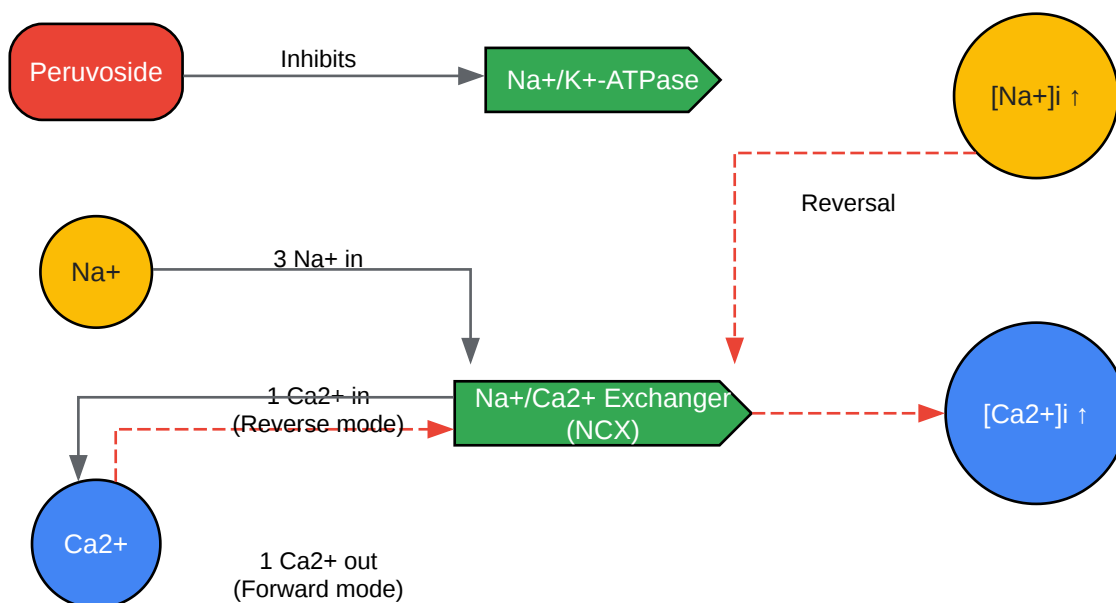 Peruvoside
Inhibits
Na+/K+-ATPase
[Na+]i ↑
Reversal
Na+
3 Na+ in
1 Ca2+ in
(Reverse mode)
Na+/Ca2+ Exchanger
(NCX)
[Ca2+]i ↑
Ca2+
1 Ca2+ out
(Forward mode)